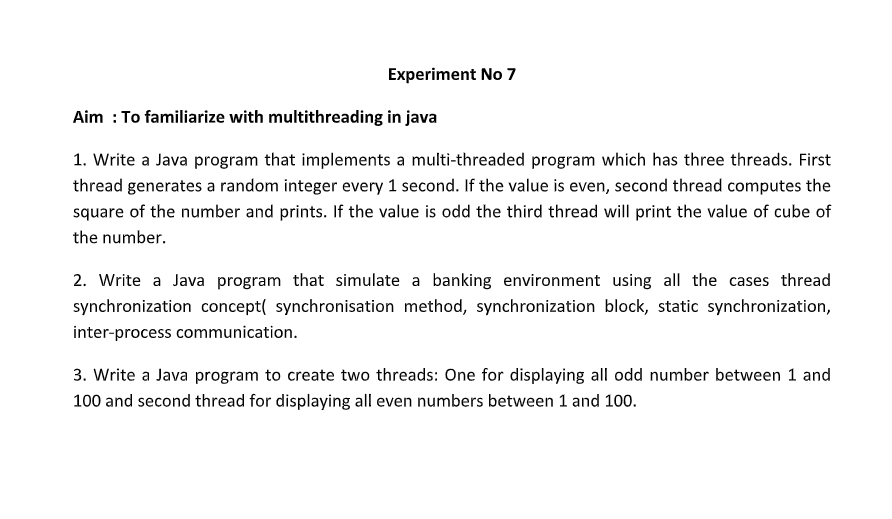 Experiment No 7
Aim : To familiarize with multithreading in java
1. Write a Java program that implements a multi-threaded program which has three threads. First
thread generates a random integer every 1 second. If the value is even, second thread computes the
square of the number and prints. If the value is odd the third thread will print the value of cube of
the number.
2. Write a Java program that simulate a banking environment using all the cases thread
synchronization concept( synchronisation method, synchronization block, static synchronization,
inter-process communication.
3. Write a Java program to create two threads: One for displaying all odd number between 1 and
100 and second thread for displaying all even numbers between 1 and 100.